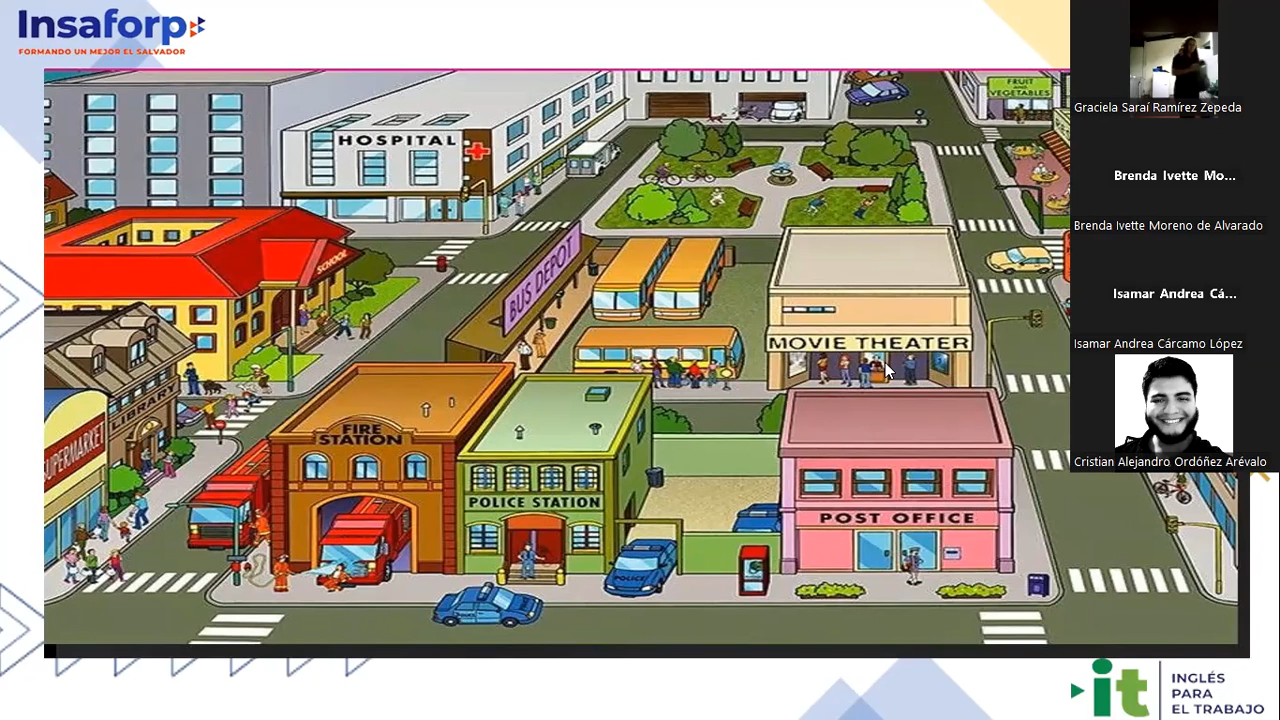 Insaforp
FORMANDO UN MEJOR EL SALVADOR
HOSPITAL
FRUIT
AND
VEGETABLES
SCHOOL
BUS DEPOT
MOVIE THEATER
LIBRARY
SUPERMARKET
FIRE
STATION
POLICE STATION
POST OFFICE
POLICE
Graciela Saraí Ramírez Zepeda
Brenda Ivette Mo...
Brenda Ivette Moreno de Alvarado
Isamar Andrea Cá...
Isamar Andrea Cárcamo López
Cristian Alejandro Ordóñez Arévalo
it
INGLÉS
PARA
EL TRABAJO